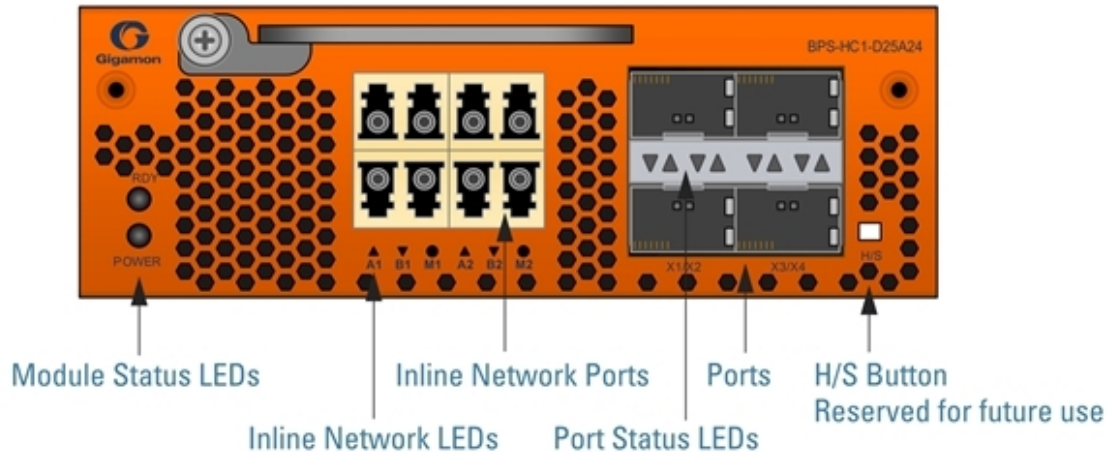 Gigamon
BPS-HC1-D25A24
RDY
POWER
A1 B1 M1 A2 B2 M2
X1/X2 X3/X4
H/S
Module Status LEDs
Inline Network Ports
Ports
H/S Button
Reserved for future use
Inline Network LEDs
Port Status LEDs